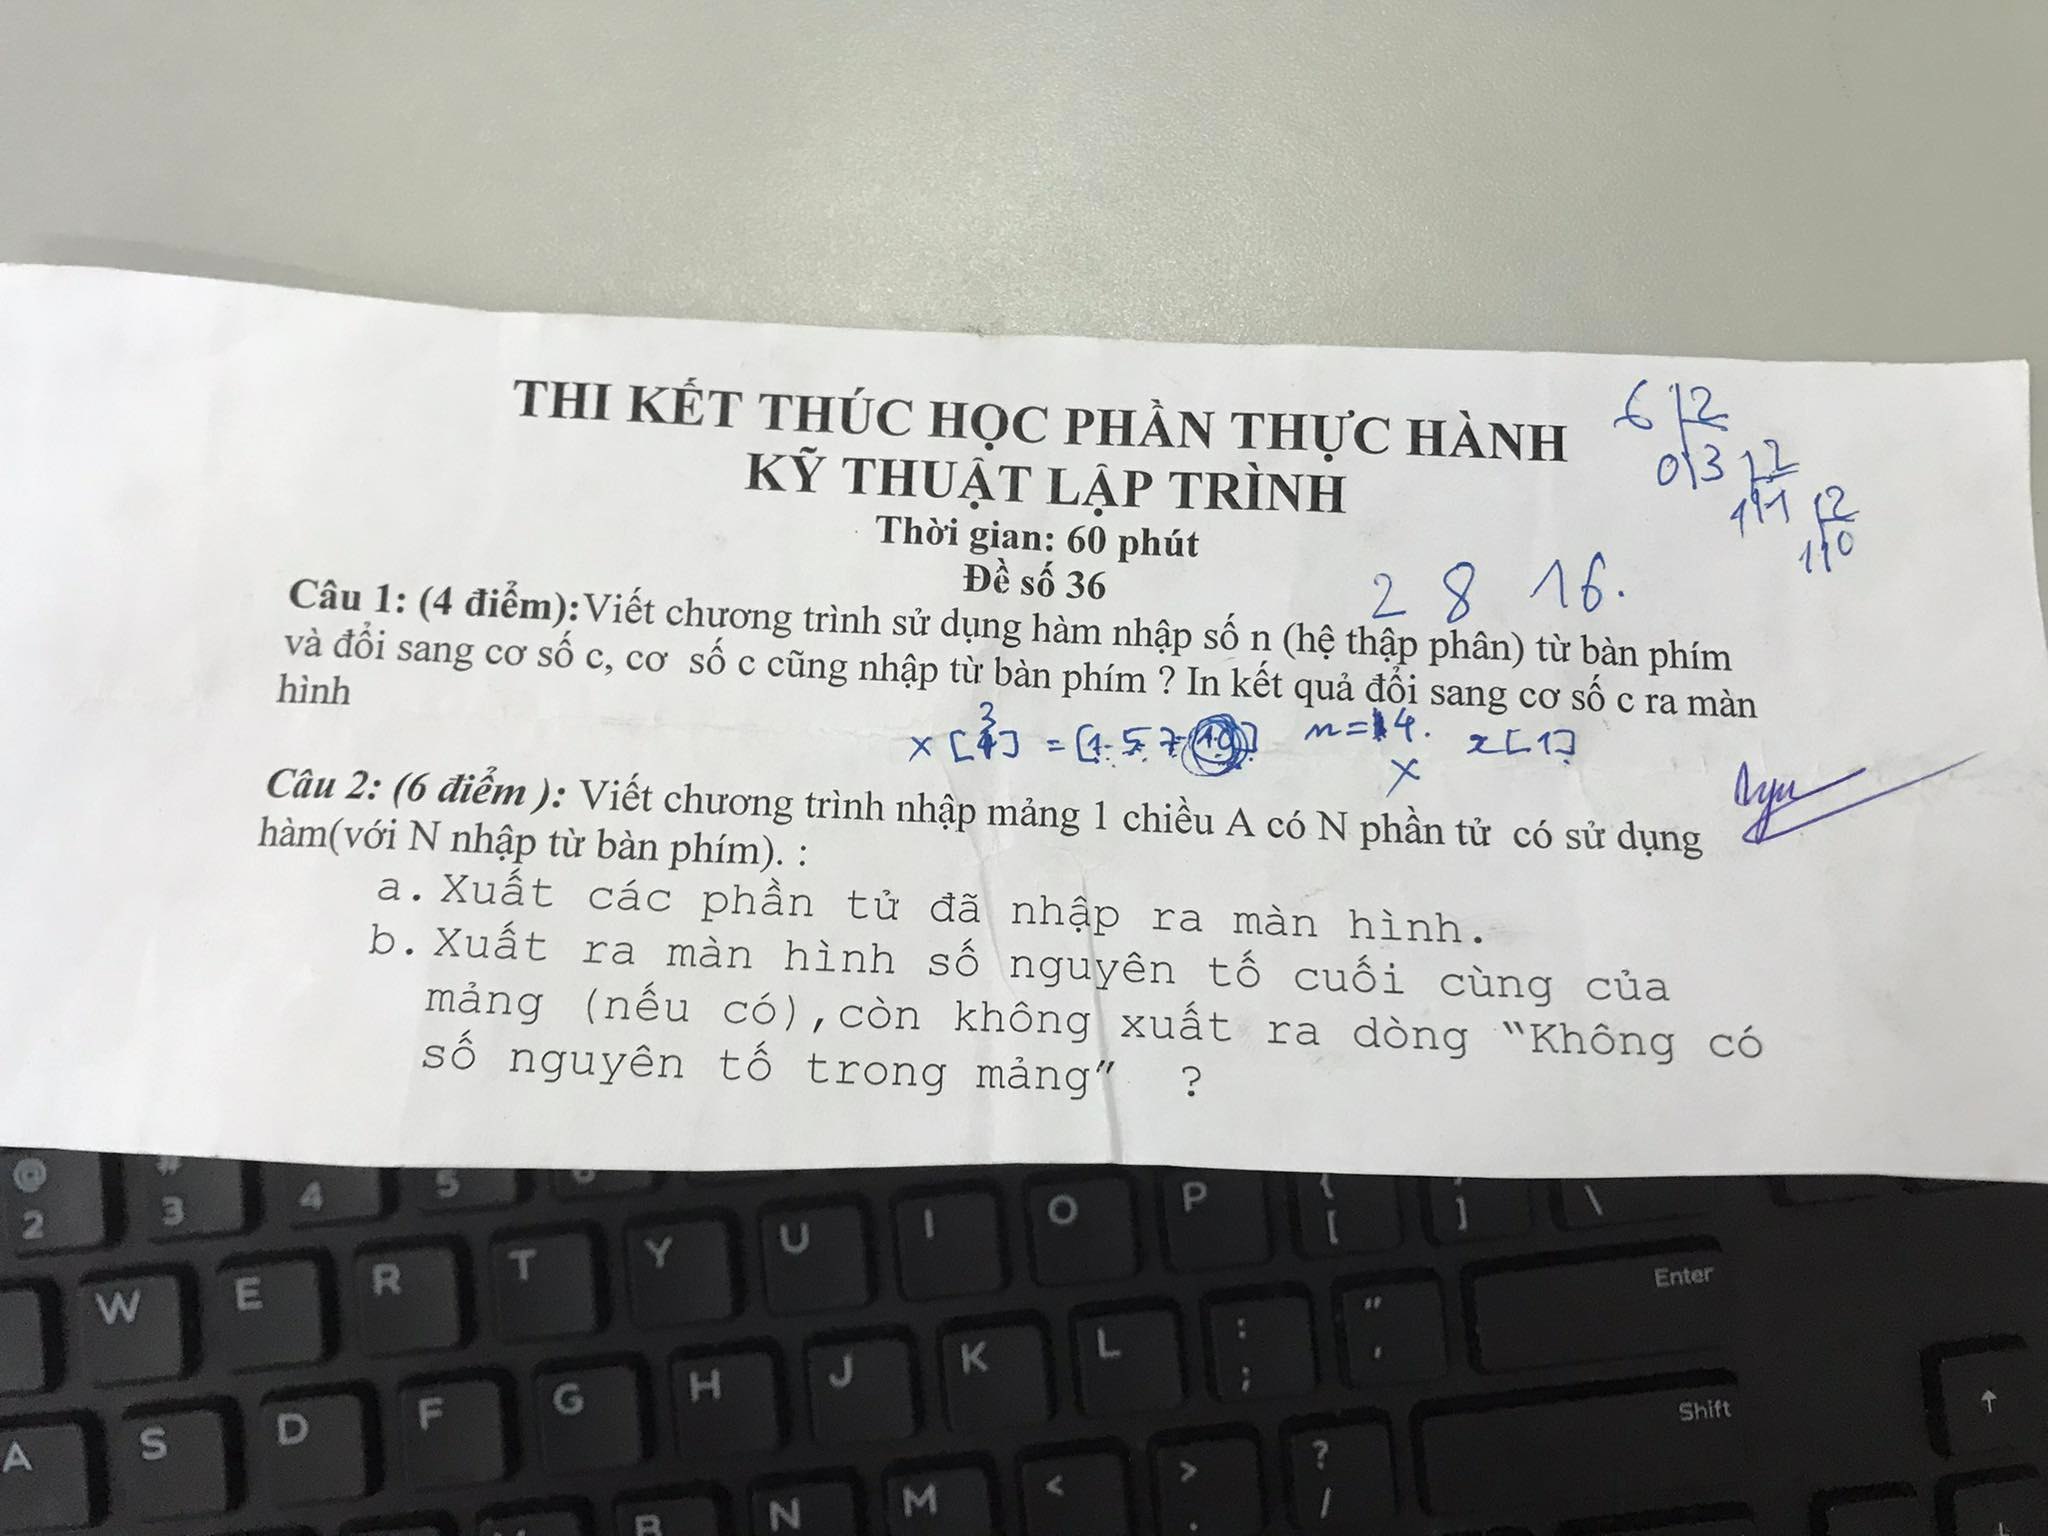 THI KẾT THÚC HỌC PHẦN THỰC HÀNH
KỸ THUẬT LẬP TRÌNH
Thời gian: 60 phút
Đề số 36
6 2
0 3 2
1 1 2
1 0
2 8 16.
Câu 1: (4 điểm):Viết chương trình sử dụng hàm nhập số n (hệ thập phân) từ bàn phím
và đổi sang cơ số c, cơ số c cũng nhập từ bàn phím ? In kết quả đổi sang cơ số c ra màn
hình
n = 4. x[1]
x
Câu 2: (6 điểm ): Viết chương trình nhập mảng 1 chiều A có N phần tử có sử dụng
hàm(với N nhập từ bàn phím). :
a. Xuất các phần tử đã nhập ra màn hình.
b. Xuất ra màn hình số nguyên tố cuối cùng của
mảng (nếu có),còn không xuất ra dòng "Không có
số nguyên tố trong mảng" ?
@
2
#
3
4
5
W E R T Y U I O P { [ ] \
A S D F G H J K L : ; " ' Enter
B N M < > . ? / Shift ↑